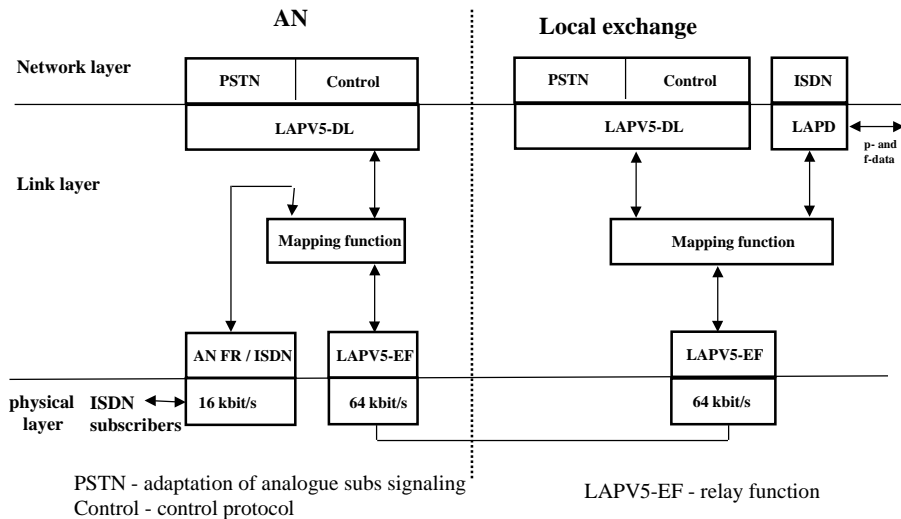 AN
Local exchange
Network layer
PSTN
Control
PSTN
Control
ISDN
LAPV5-DL
LAPV5-DL
LAPD
p- and
f-data
Link layer
Mapping function
Mapping function
AN FR / ISDN
LAPV5-EF
LAPV5-EF
physical
layer
ISDN
subscribers
16 kbit/s
64 kbit/s
64 kbit/s
PSTN - adaptation of analogue subs signaling
Control - control protocol
LAPV5-EF - relay function